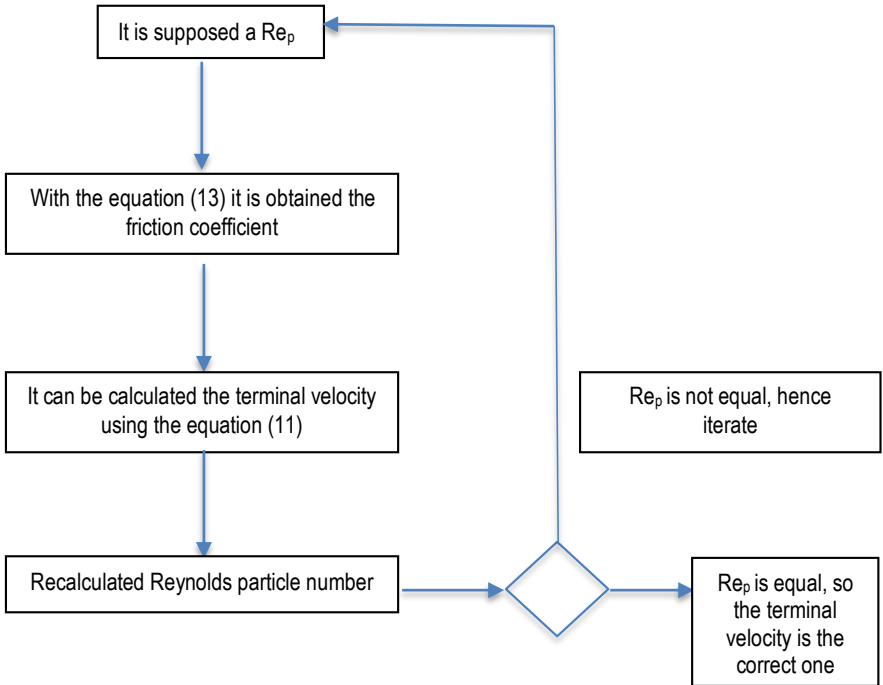 It is supposed a Rep
With the equation (13) it is obtained the
friction coefficient
It can be calculated the terminal velocity
using the equation (11)
Rep is not equal, hence
iterate
Recalculated Reynolds particle number
Rep is equal, so
the terminal
velocity is the
correct one